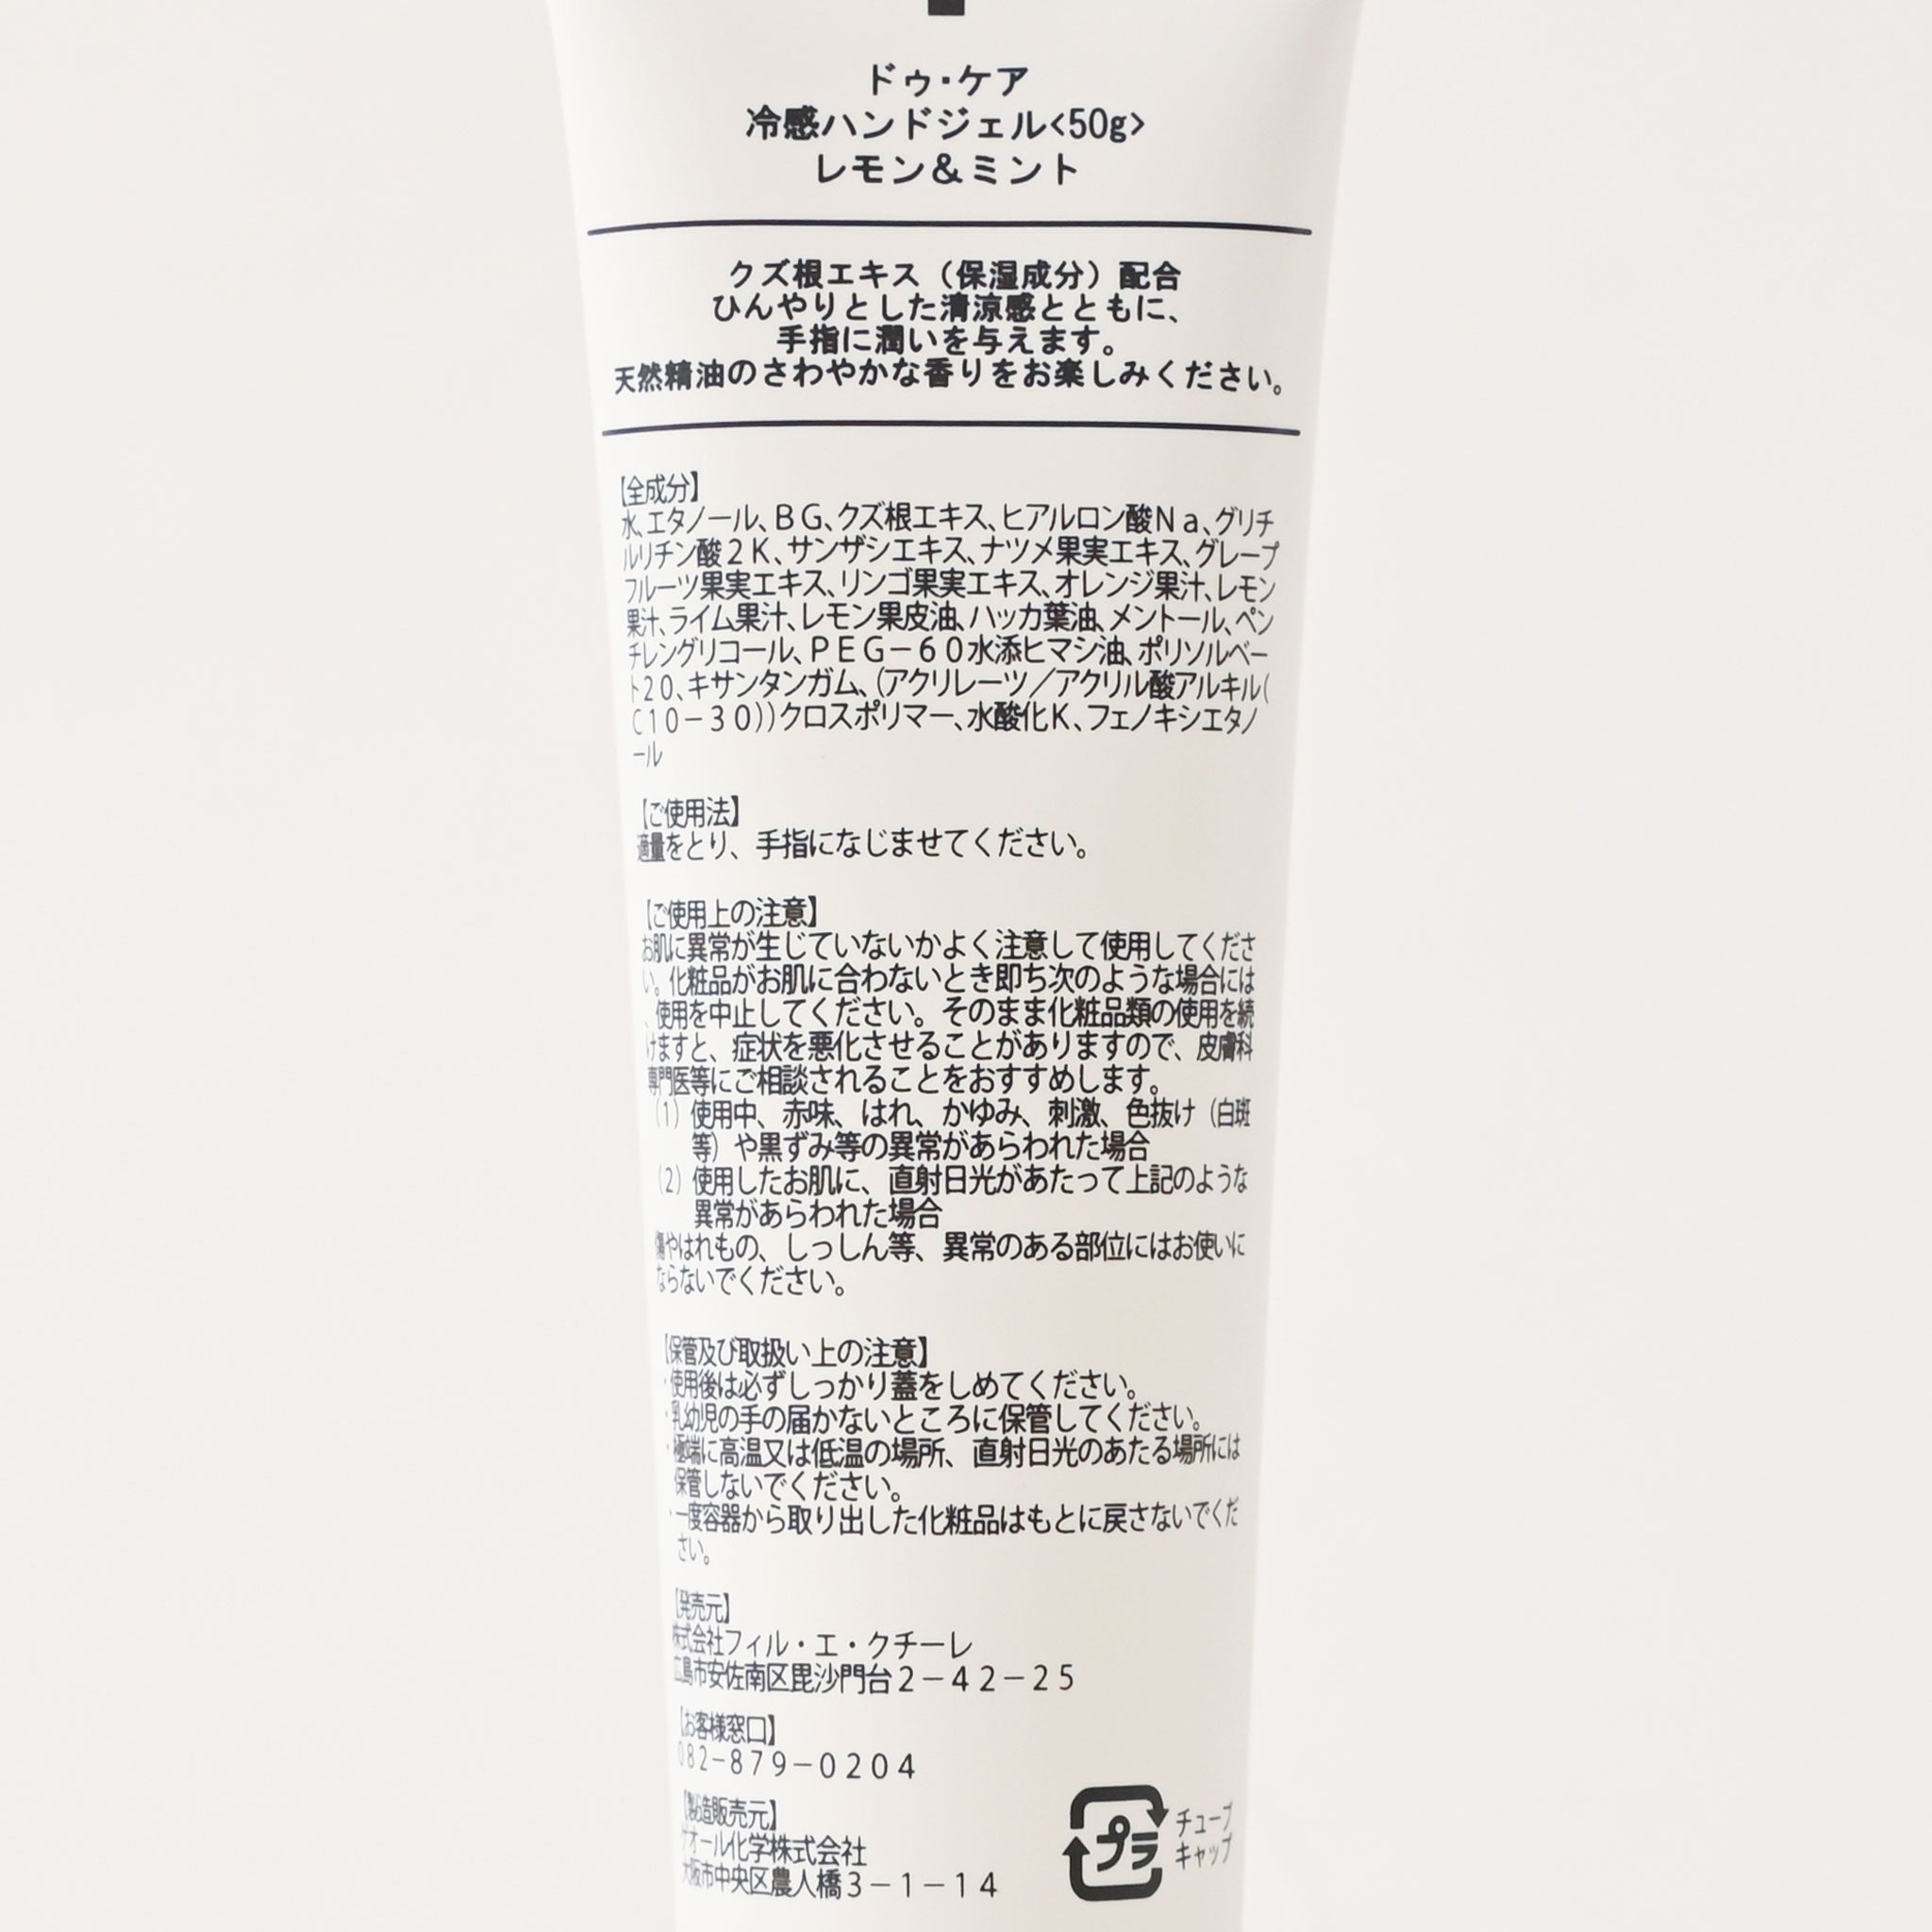 ドゥ・ケア
冷感ハンドジェル<50g>
レモン&ミント
クズ根エキス（保湿成分）配合
ひんやりとした清涼感とともに、
手指に潤いを与えます。
天然精油のさわやかな香りをお楽しみください。
【全成分】
水、エタノール、ＢＧ、クズ根エキス、ヒアルロン酸Ｎａ、グリチ
ルリチン酸２Ｋ、サンザシエキス、ナツメ果実エキス、グレープ
フルーツ果実エキス、リンゴ果実エキス、オレンジ果汁、レモン
果汁、ライム果汁、レモン果皮油、ハッカ葉油、メントール、ペン
チレングリコール、ＰＥＧ－６０水添ヒマシ油、ポリソルベー
ト２０、キサンタンガム、（アクリレーツ／アクリル酸アルキル（
Ｃ１０－３０））クロスポリマー、水酸化Ｋ、フェノキシエタノ
ール
【ご使用法】
適量をとり、手指になじませてください。
【ご使用上の注意】
お肌に異常が生じていないかよく注意して使用してくださ
い。化粧品がお肌に合わないとき即ち次のような場合には
、使用を中止してください。そのまま化粧品類の使用を続
けますと、症状を悪化させることがありますので、皮膚科
専門医等にご相談されることをおすすめします。
（1）使用中、赤味、はれ、かゆみ、刺激、色抜け（白斑
等）や黒ずみ等の異常があらわれた場合
（2）使用したお肌に、直射日光があたって上記のような
異常があらわれた場合
傷やはれもの、しっしん等、異常のある部位にはお使いに
ならないでください。
【保管及び取扱い上の注意】
・使用後は必ずしっかり蓋をしめてください。
・乳幼児の手の届かないところに保管してください。
・極端に高温又は低温の場所、直射日光のあたる場所には
保管しないでください。
・一度容器から取り出した化粧品はもとに戻さないでくだ
さい。
【発売元】
株式会社フィル・エ・クチーレ
広島市安佐南区毘沙門台２－４２－２５
【お客様窓口】
０８２－８７９－０２０４
【製造販売元】
ケオール化学株式会社
大阪市中央区農人橋３－１－１４
プラ
チューブ
キャップ